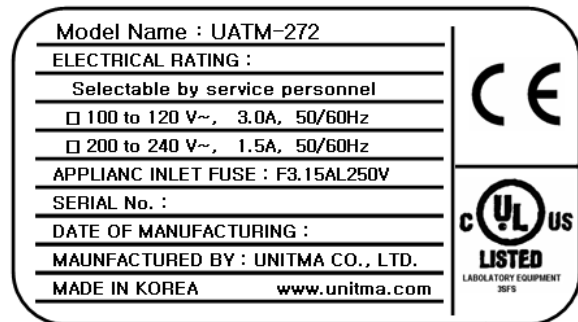 Model Name : UATM-272
ELECTRICAL RATING :
Selectable by service personnel
□ 100 to 120 V~, 3.0A, 50/60Hz
□ 200 to 240 V~, 1.5A, 50/60Hz
APPLIANC INLET FUSE : F3.15AL250V
SERIAL No. :
DATE OF MANUFACTURING :
MAUNFACTURED BY : UNITMA CO., LTD.
MADE IN KOREA www.unitma.com
CE
C UL US
LISTED
LABOLATORY EQUIPMENT
3SFS